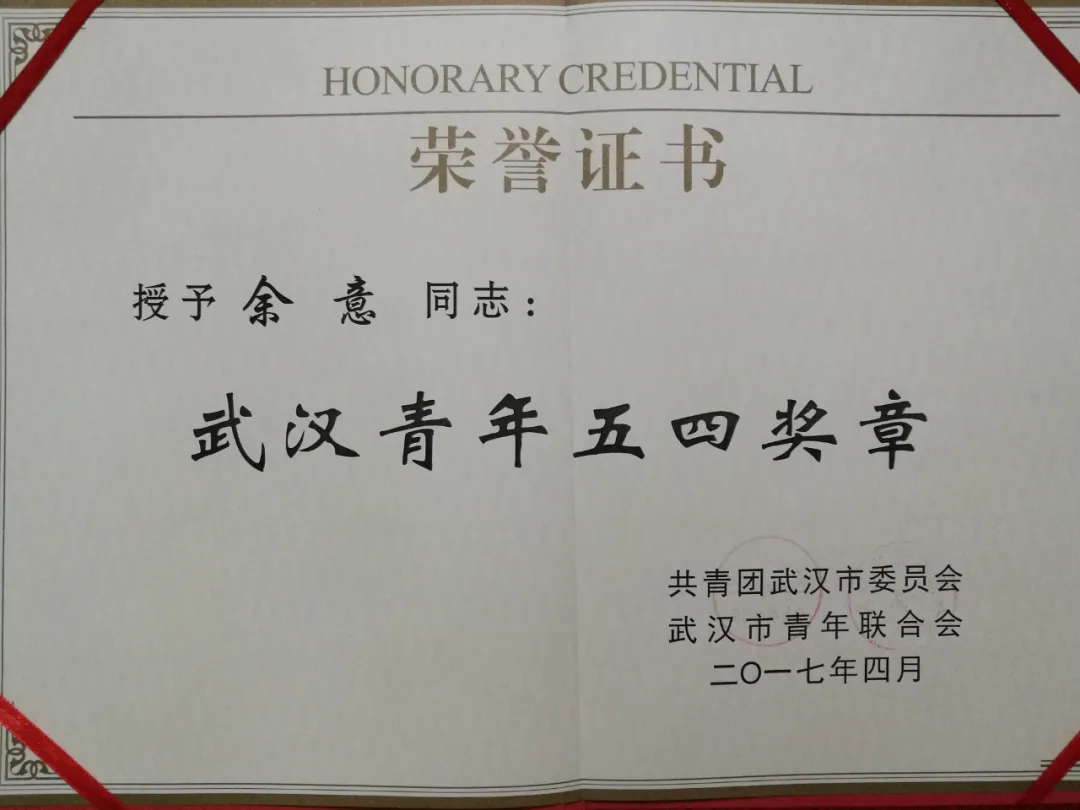 HONORARY CREDENTIAL
荣誉证书
授予 余 意 同志:
武汉青年五四奖章
共青团武汉市委员会
武汉市青年联合会
二〇一七年四月